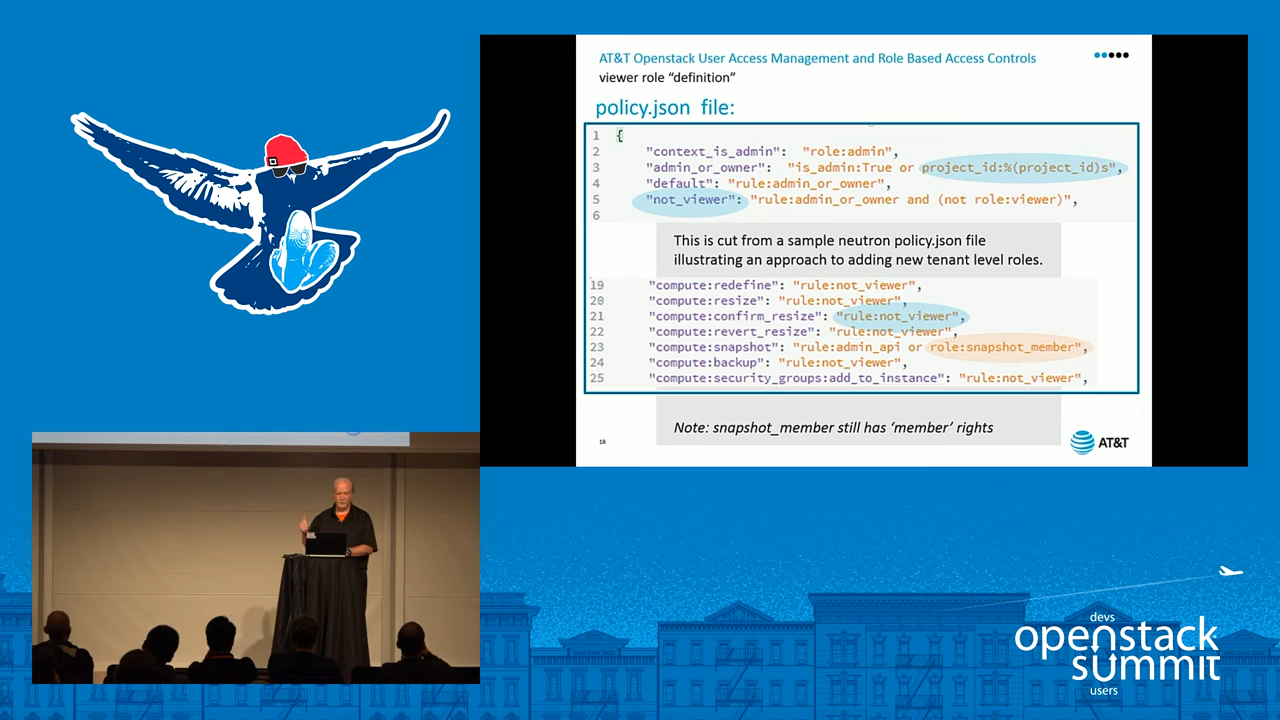 AT&T Openstack User Access Management and Role Based Access Controls
viewer role “definition”
policy.json file:
1 {
2 "context_is_admin": "role:admin",
3 "admin_or_owner": "is_admin:True or project_id:%(project_id)s",
4 "default": "rule:admin_or_owner",
5 "not_viewer": "rule:admin_or_owner and (not role:viewer)",
6
This is cut from a sample neutron policy.json file
illustrating an approach to adding new tenant level roles.
19 "compute:redefine": "rule:not_viewer",
20 "compute:resize": "rule:not_viewer",
21 "compute:confirm_resize": "rule:not_viewer",
22 "compute:revert_resize": "rule:not_viewer",
23 "compute:snapshot": "rule:admin_api or role:snapshot_member",
24 "compute:backup": "rule:not_viewer",
25 "compute:security_groups:add_to_instance": "rule:not_viewer",
Note: snapshot_member still has ‘member’ rights
18
AT&T
devs
openstack
summit
users